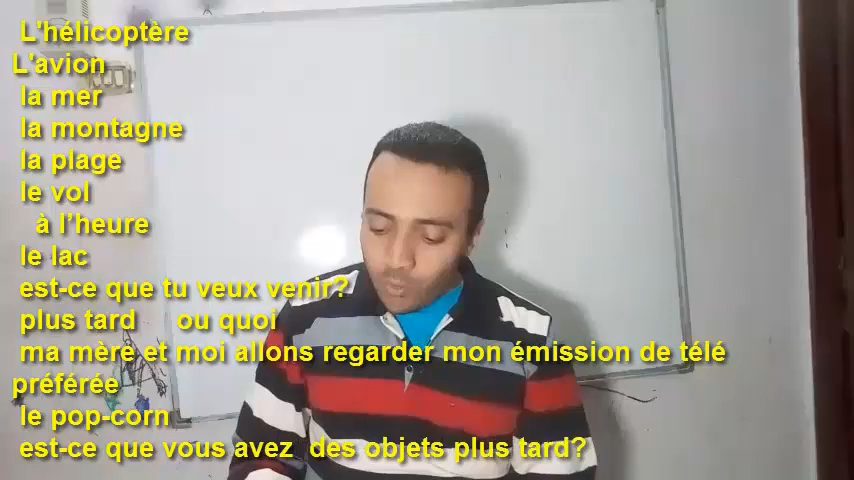 L'hélicoptère
L'avion
la mer
la montagne
la plage
le vol
à l’heure
le lac
est-ce que tu veux venir?
plus tard ou quoi
ma mère et moi allons regarder mon émission de télé
préférée
le pop-corn
est-ce que vous avez des objets plus tard?